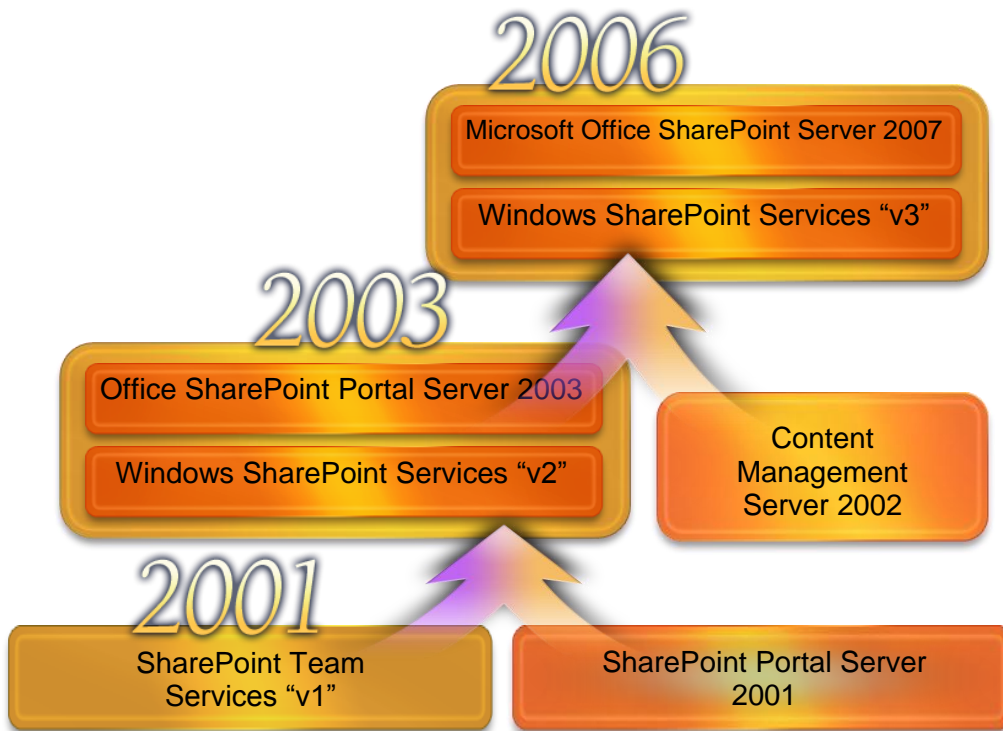 2006
Microsoft Office SharePoint Server 2007
Windows SharePoint Services “v3”
2003
Office SharePoint Portal Server 2003
Windows SharePoint Services “v2”
Content
Management
Server 2002
2001
SharePoint Team
Services “v1”
SharePoint Portal Server
2001